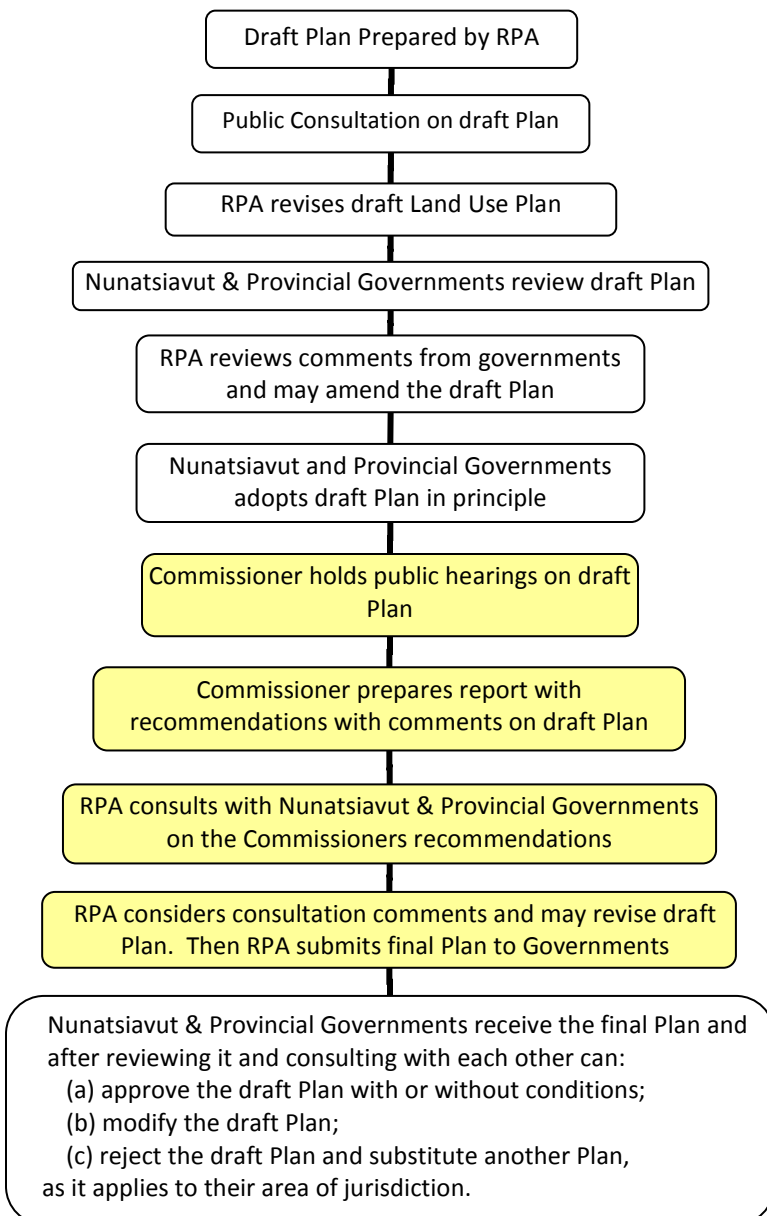 Draft Plan Prepared by RPA
Public Consultation on draft Plan
RPA revises draft Land Use Plan
Nunatsiavut & Provincial Governments review draft Plan
RPA reviews comments from governments
and may amend the draft Plan
Nunatsiavut and Provincial Governments
adopts draft Plan in principle
Commissioner holds public hearings on draft
Plan
Commissioner prepares report with
recommendations with comments on draft Plan
RPA consults with Nunatsiavut & Provincial Governments
on the Commissioners recommendations
RPA considers consultation comments and may revise draft
Plan.  Then RPA submits final Plan to Governments
Nunatsiavut & Provincial Governments receive the final Plan and
after reviewing it and consulting with each other can:
(a) approve the draft Plan with or without conditions;
(b) modify the draft Plan;
(c) reject the draft Plan and substitute another Plan,
as it applies to their area of jurisdiction.